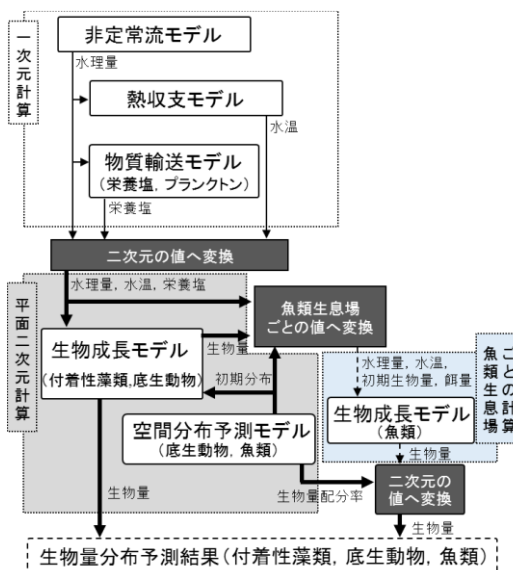 一次元計算
非定常流モデル
水理量
熱収支モデル
水温
物質輸送モデル
(栄養塩, プランクトン)
栄養塩
二次元の値へ変換
平面二次元計算
水理量, 水温, 栄養塩
魚類生息場
ごとの値へ変換
生物成長モデル
(付着性藻類,底生動物)
生物量
初期分布
水理量, 水温,
初期生物量, 餌量
魚類生息場
ごとの計算
生物成長モデル
(魚類)
生物量
空間分布予測モデル
(底生動物, 魚類)
生物量
生物量配分率
二次元の
値へ変換
生物量
生物量分布予測結果(付着性藻類, 底生動物, 魚類)